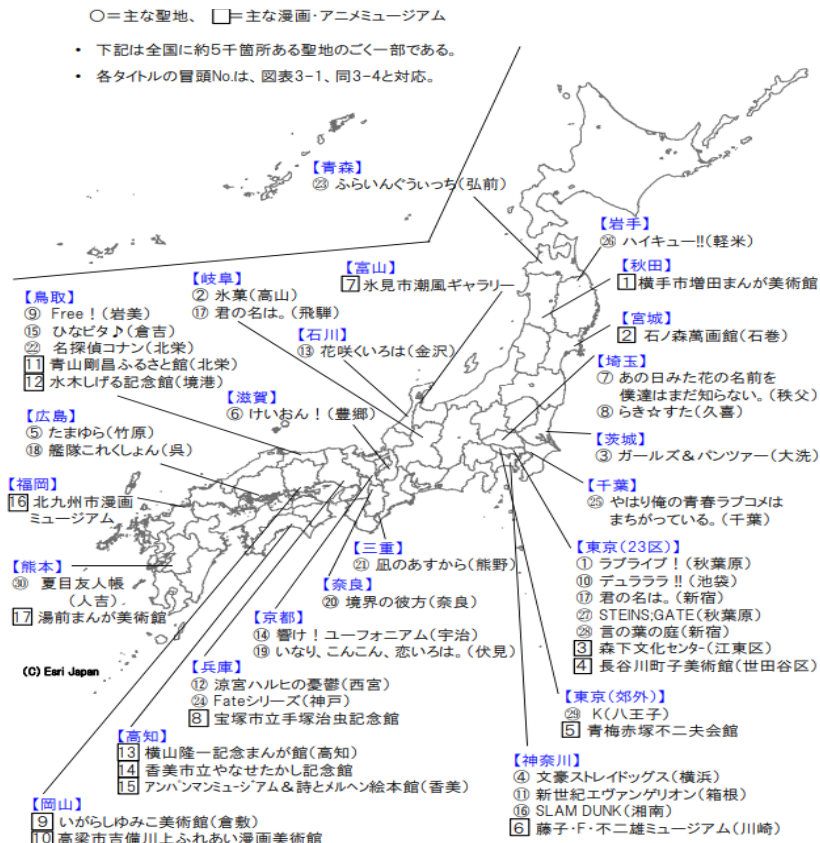 ○=主な聖地、 □=主な漫画・アニメミュージアム
• 下記は全国に約5千箇所ある聖地のごく一部である。
• 各タイトルの冒頭No.は、図表3-1、同3-4と対応。
【青森】
㉓ ふらいんぐうぃっち(弘前)
【岩手】
㉖ ハイキュー!!(軽米)
【秋田】
1 横手市増田まんが美術館
【宮城】
2 石ノ森萬画館(石巻)
【埼玉】
⑦ あの日みた花の名前を
僕達はまだ知らない。(秩父)
⑧ らき☆すた(久喜)
【茨城】
③ ガールズ&パンツァー(大洗)
【千葉】
㉕ やはり俺の青春ラブコメは
まちがっている。(千葉)
【東京(23区)】
① ラブライブ！(秋葉原)
⑩ デュラララ!!(池袋)
⑰ 君の名は。(新宿)
㉗ STEINS;GATE(秋葉原)
㉘ 言の葉の庭(新宿)
3 森下文化センター(江東区)
4 長谷川町子美術館(世田谷区)
【東京(郊外)】
㉙ K(八王子)
5 青梅赤塚不二夫会館
【神奈川】
④ 文豪ストレイドッグス(横浜)
⑪ 新世紀エヴァンゲリオン(箱根)
⑯ SLAM DUNK(湘南)
6 藤子・F・不二雄ミュージアム(川崎)
【富山】
7 氷見市潮風ギャラリー
【岐阜】
② 氷菓(高山)
⑰ 君の名は。(飛騨)
【石川】
⑬ 花咲くいろは(金沢)
【滋賀】
⑥ けいおん！(豊郷)
【鳥取】
⑨ Free！(岩美)
⑮ ひなビタ♪(倉吉)
㉒ 名探偵コナン(北栄)
11 青山剛昌ふるさと館(北栄)
12 水木しげる記念館(境港)
【広島】
⑤ たまゆら(竹原)
⑱ 艦隊これくしょん(呉)
【福岡】
16 北九州市漫画
ミュージアム
【熊本】
㉚ 夏目友人帳
(人吉)
17 湯前まんが美術館
(C) Esri Japan
【三重】
㉑ 凪のあすから(熊野)
【奈良】
⑳ 境界の彼方(奈良)
【京都】
⑭ 響け！ユーフォニアム(宇治)
⑲ いなり、こんこん、恋いろは。(伏見)
【兵庫】
⑫ 涼宮ハルヒの憂鬱(西宮)
㉔ Fateシリーズ(神戸)
8 宝塚市立手塚治虫記念館
【高知】
13 横山隆一記念まんが館(高知)
14 香美市立やなせたかし記念館
15 アンパンマンミュージアム&詩とメルヘン絵本館(香美)
【岡山】
9 いがらしゆみこ美術館(倉敷)
10 高梁市吉備川上ふれあい漫画美術館